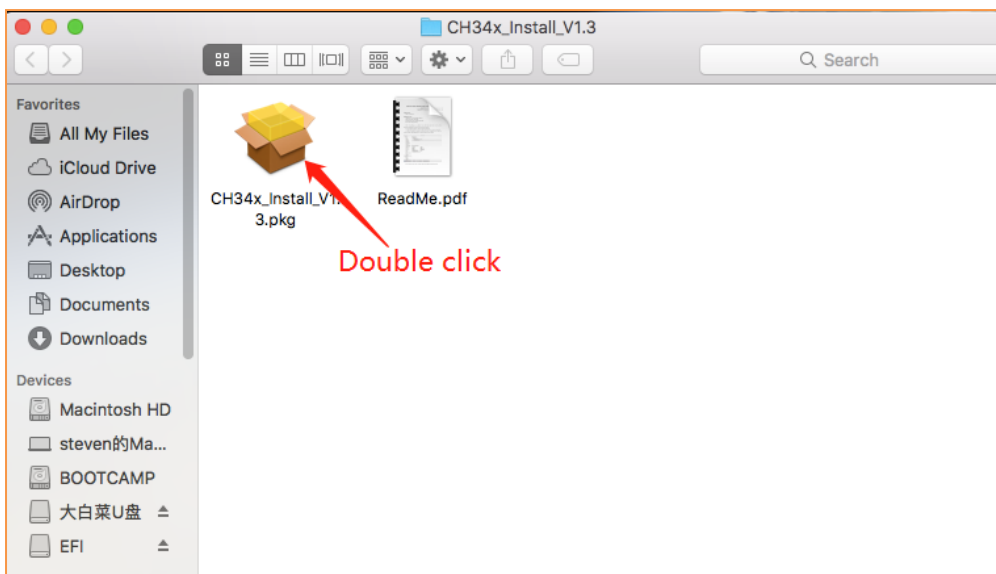 CH34x_Install_V1.3
Search
Favorites
All My Files
iCloud Drive
AirDrop
Applications
Desktop
Documents
Downloads
Devices
Macintosh HD
steven的Ma...
BOOTCAMP
大白菜U盘
EFI
CH34x_Install_V1.
3.pkg
ReadMe.pdf
Double click